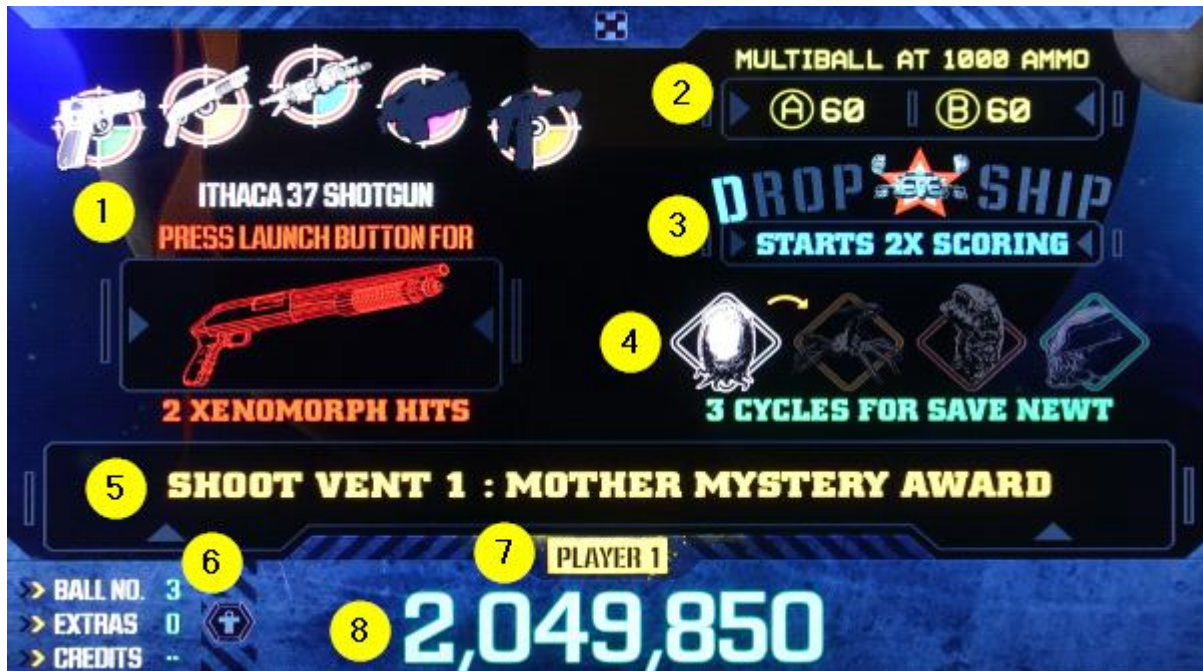 1
ITHACA 37 SHOTGUN
PRESS LAUNCH BUTTON FOR
2 XENOMORPH HITS
2
MULTIBALL AT 1000 AMMO
A 60 B 60
3
DROP SHIP
STARTS 2X SCORING
4
3 CYCLES FOR SAVE NEWT
5
SHOOT VENT 1 : MOTHER MYSTERY AWARD
6
BALL NO. 3
EXTRAS 0
CREDITS --
7
PLAYER 1
8
2,049,850